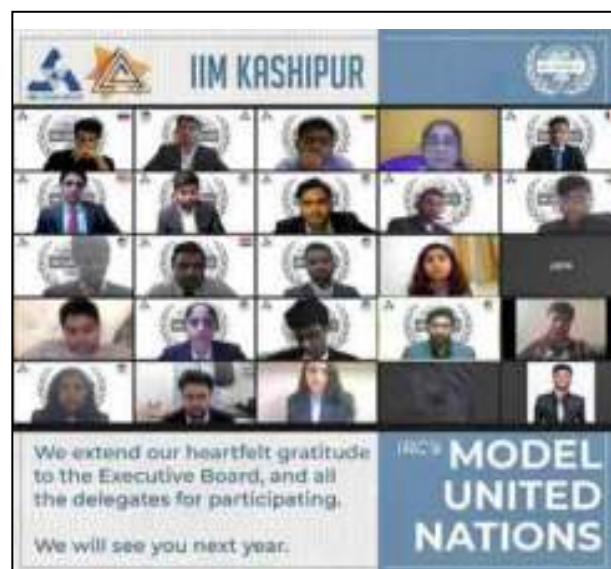 IIM KASHIPUR
We extend our heartfelt gratitude
to the Executive Board, and all
the delegates for participating.
We will see you next year.
IRC's MODEL
UNITED
NATIONS